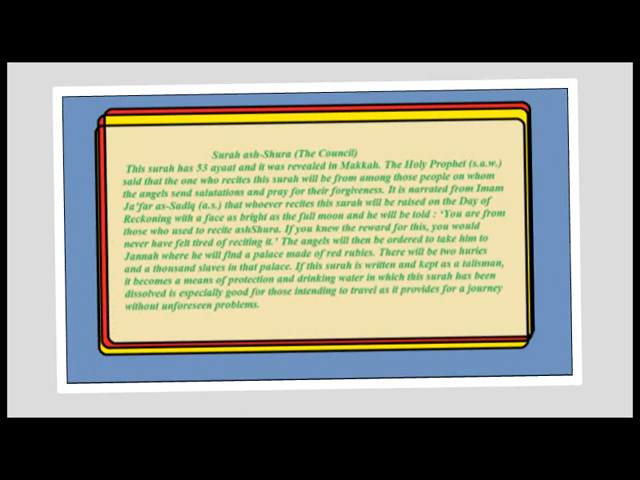 Surah ash-Shura (The Council)
This surah has 53 ayaat and it was revealed in Makkah. The Holy Prophet (s.a.w.)
said that the one who recites this surah will be from among those people on whom
the angels send salutations and pray for their forgiveness. It is narrated from Imam
Ja'far as-Sadiq (a.s.) that whoever recites this surah will be raised on the Day of
Reckoning with a face as bright as the full moon and he will be told : 'You are from
those who used to recite ashShura. If you knew the reward for this, you would
never have felt tired of reciting it.' The angels will then be ordered to take him to
Jannah where he will find a palace made of red rubies. There will be two huries
and a thousand slaves in that palace. If this surah is written and kept as a talisman,
it becomes a means of protection and drinking water in which this surah has been
dissolved is especially good for those intending to travel as it provides for a journey
without unforeseen problems.